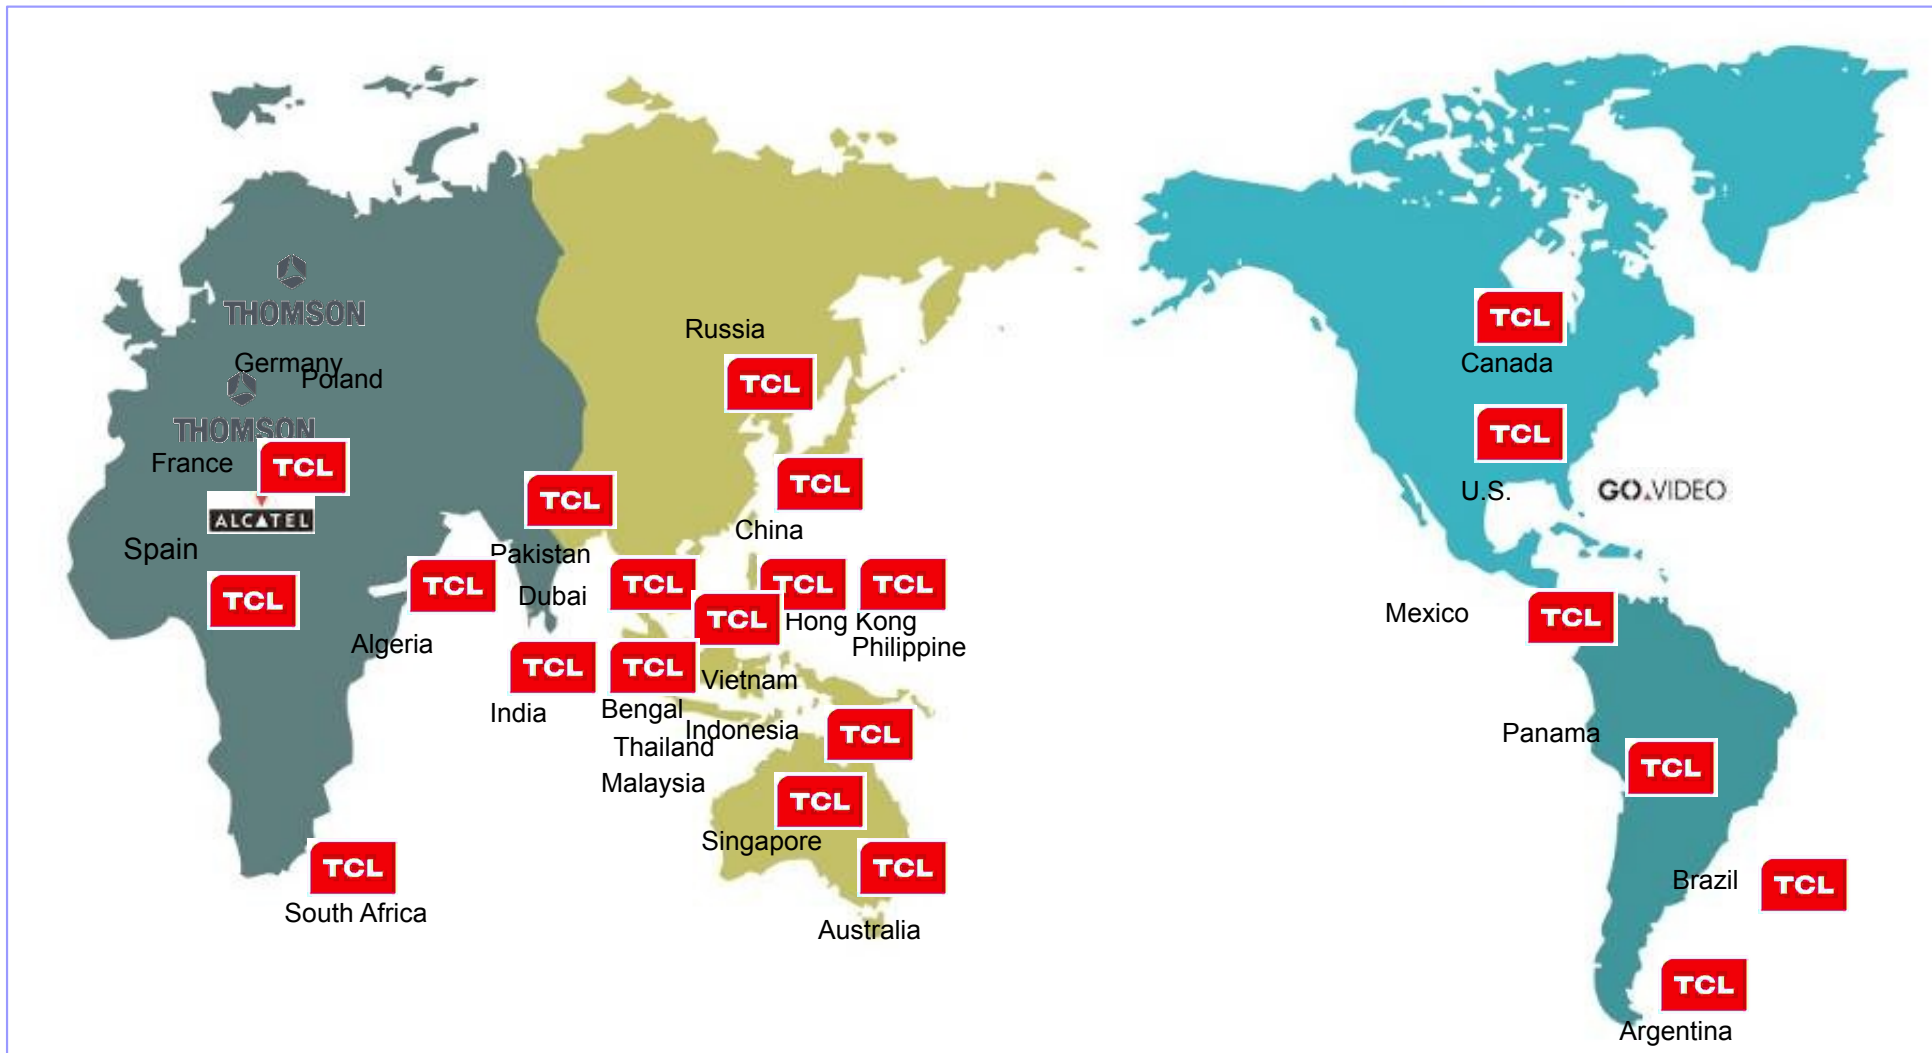 THOMSON
Germany
Poland
THOMSON
France
TCL
ALCATEL
Spain
TCL
TCL
Algeria
TCL
South Africa
Russia
TCL
TCL
Pakistan
Dubai
TCL
China
TCL
TCL
TCL
TCL
Hong Kong
Philippine
TCL
India
TCL
Bengal
Vietnam
Indonesia
Thailand
Malaysia
TCL
TCL
Singapore
TCL
Australia
TCL
Canada
TCL
U.S.
GO.VIDEO
Mexico
TCL
Panama
TCL
Brazil
TCL
TCL
Argentina